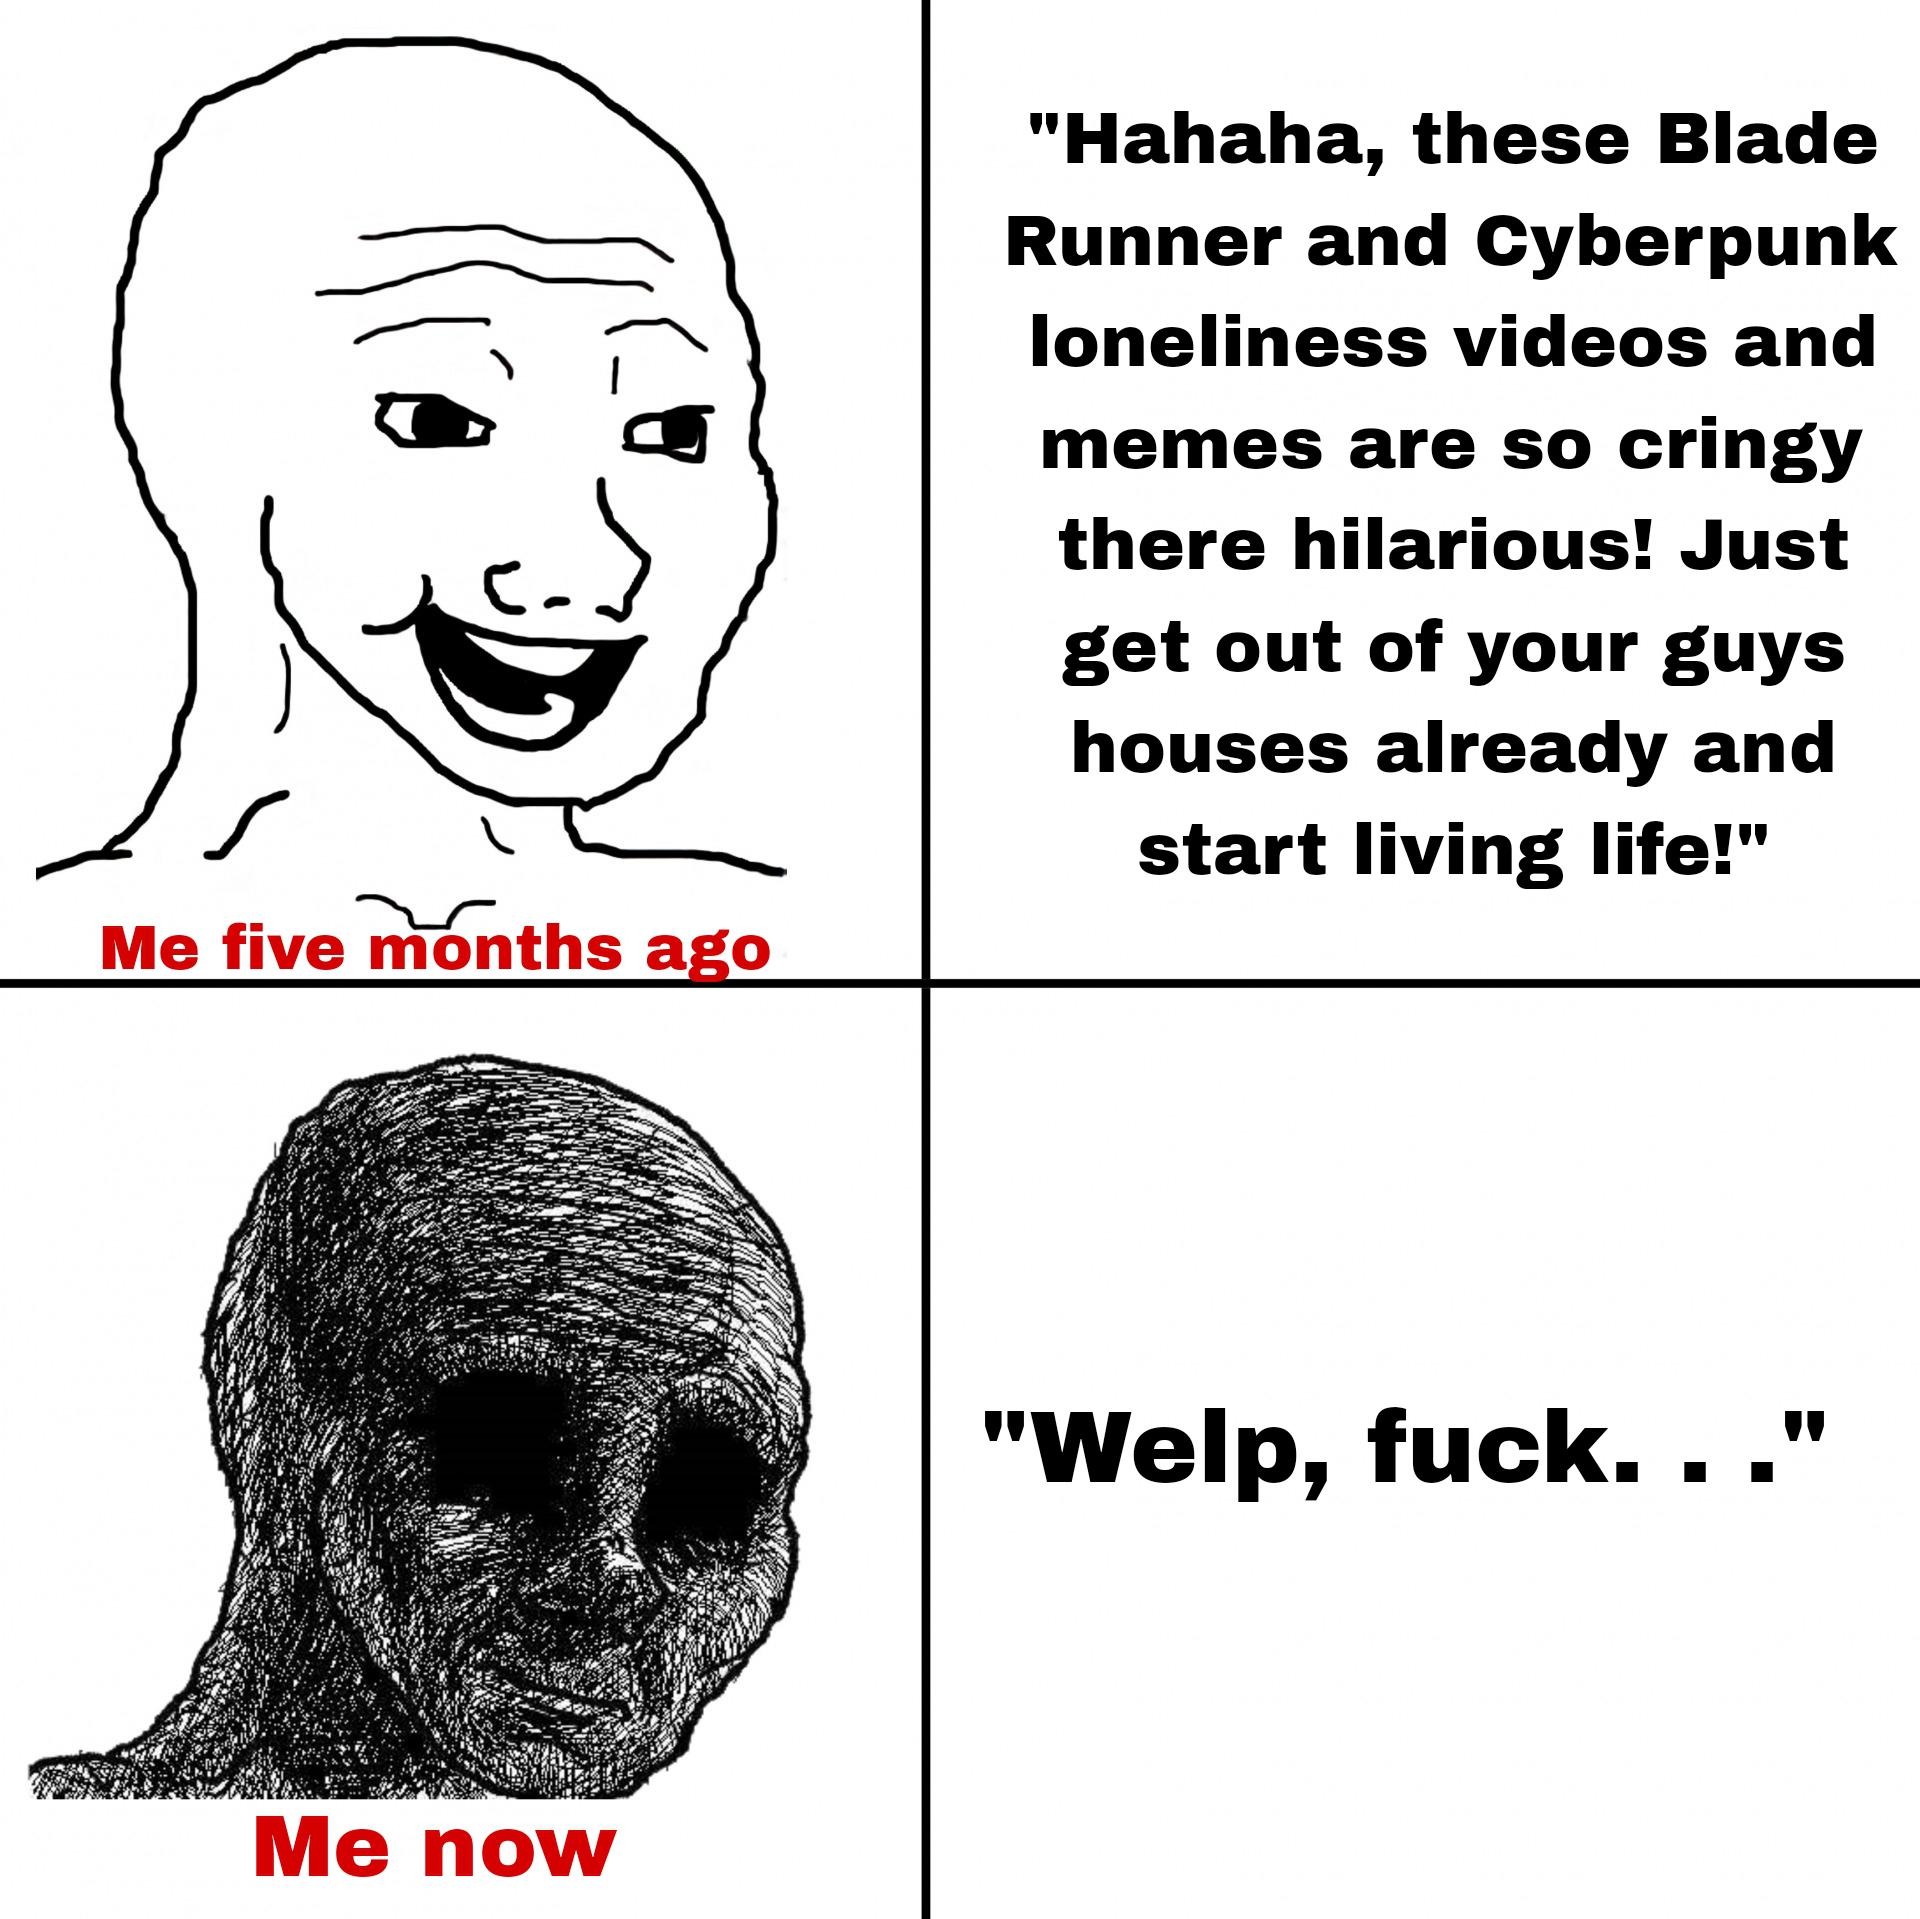 "Hahaha, these Blade
Runner and Cyberpunk
loneliness videos and
memes are so cringy
there hilarious! Just
get out of your guys
houses already and
start living life!"
Me five months ago
"Welp, fuck. . ."
Me now